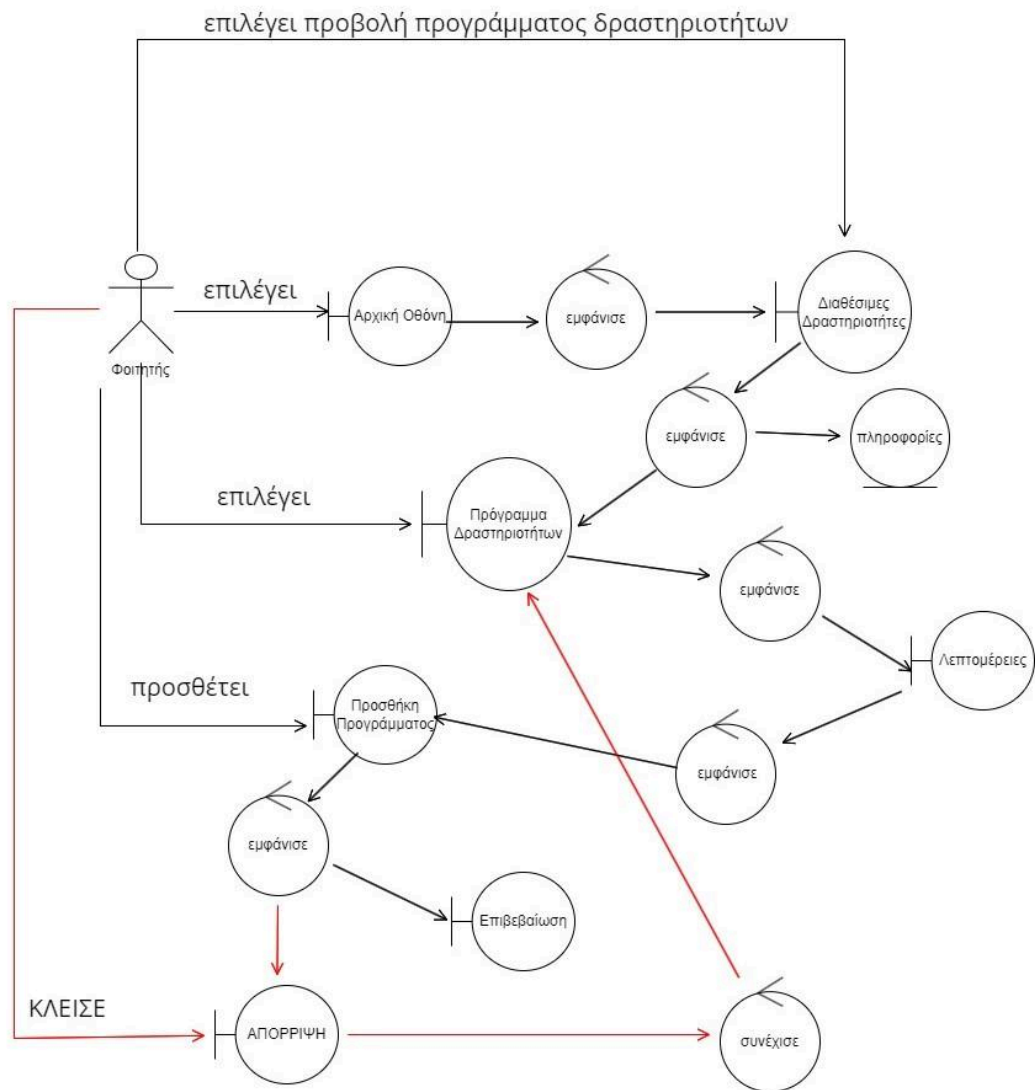 επιλέγει προβολή προγράμματος δραστηριοτήτων
επιλέγει
Αρχική Οθόνη
εμφάνισε
Διαθέσιμες
Δραστηριοτήτες
Φοιτητής
εμφάνισε
πληροφορίες
επιλέγει
Πρόγραμμα
Δραστηριοτήτων
εμφάνισε
Λεπτομέρειες
προσθέτει
Προσθήκη
Προγράμματος
εμφάνισε
εμφάνισε
Επιβεβαίωση
ΚΛΕΙΣΕ
ΑΠΟΡΡΙΨΗ
συνέχισε